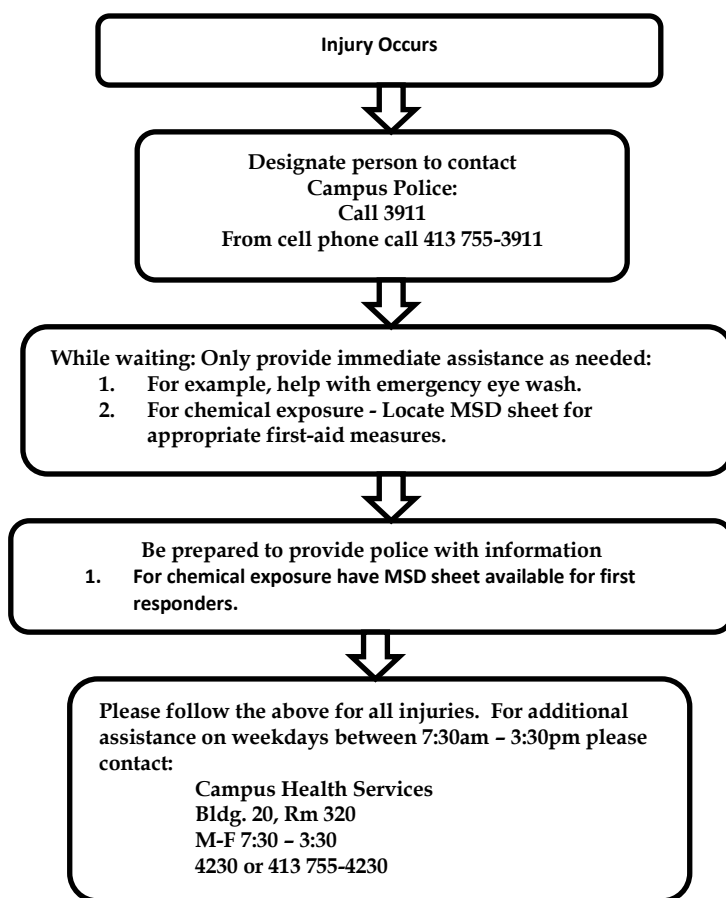 Injury Occurs
Designate person to contact
Campus Police:
Call 3911
From cell phone call 413 755-3911
While waiting: Only provide immediate assistance as needed:
1. For example, help with emergency eye wash.
2. For chemical exposure - Locate MSD sheet for
appropriate first-aid measures.
Be prepared to provide police with information
1. For chemical exposure have MSD sheet available for first
responders.
Please follow the above for all injuries. For additional
assistance on weekdays between 7:30am – 3:30pm please
contact:
Campus Health Services
Bldg. 20, Rm 320
M-F 7:30 – 3:30
4230 or 413 755-4230